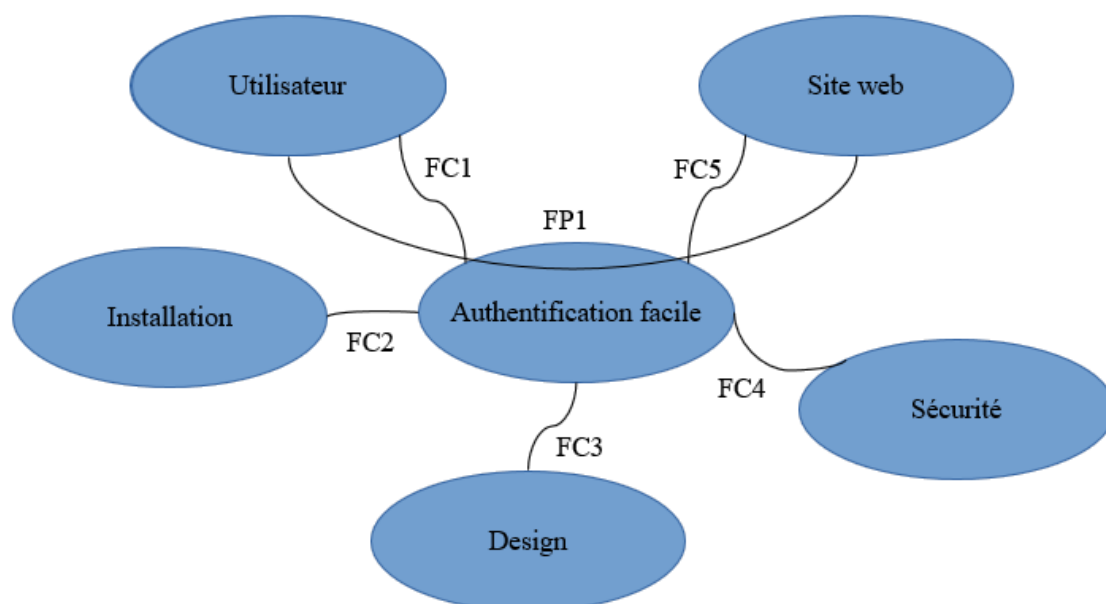 Utilisateur
Site web
FC1
FC5
FP1
Installation
Authentification facile
FC2
FC4
Sécurité
FC3
Design